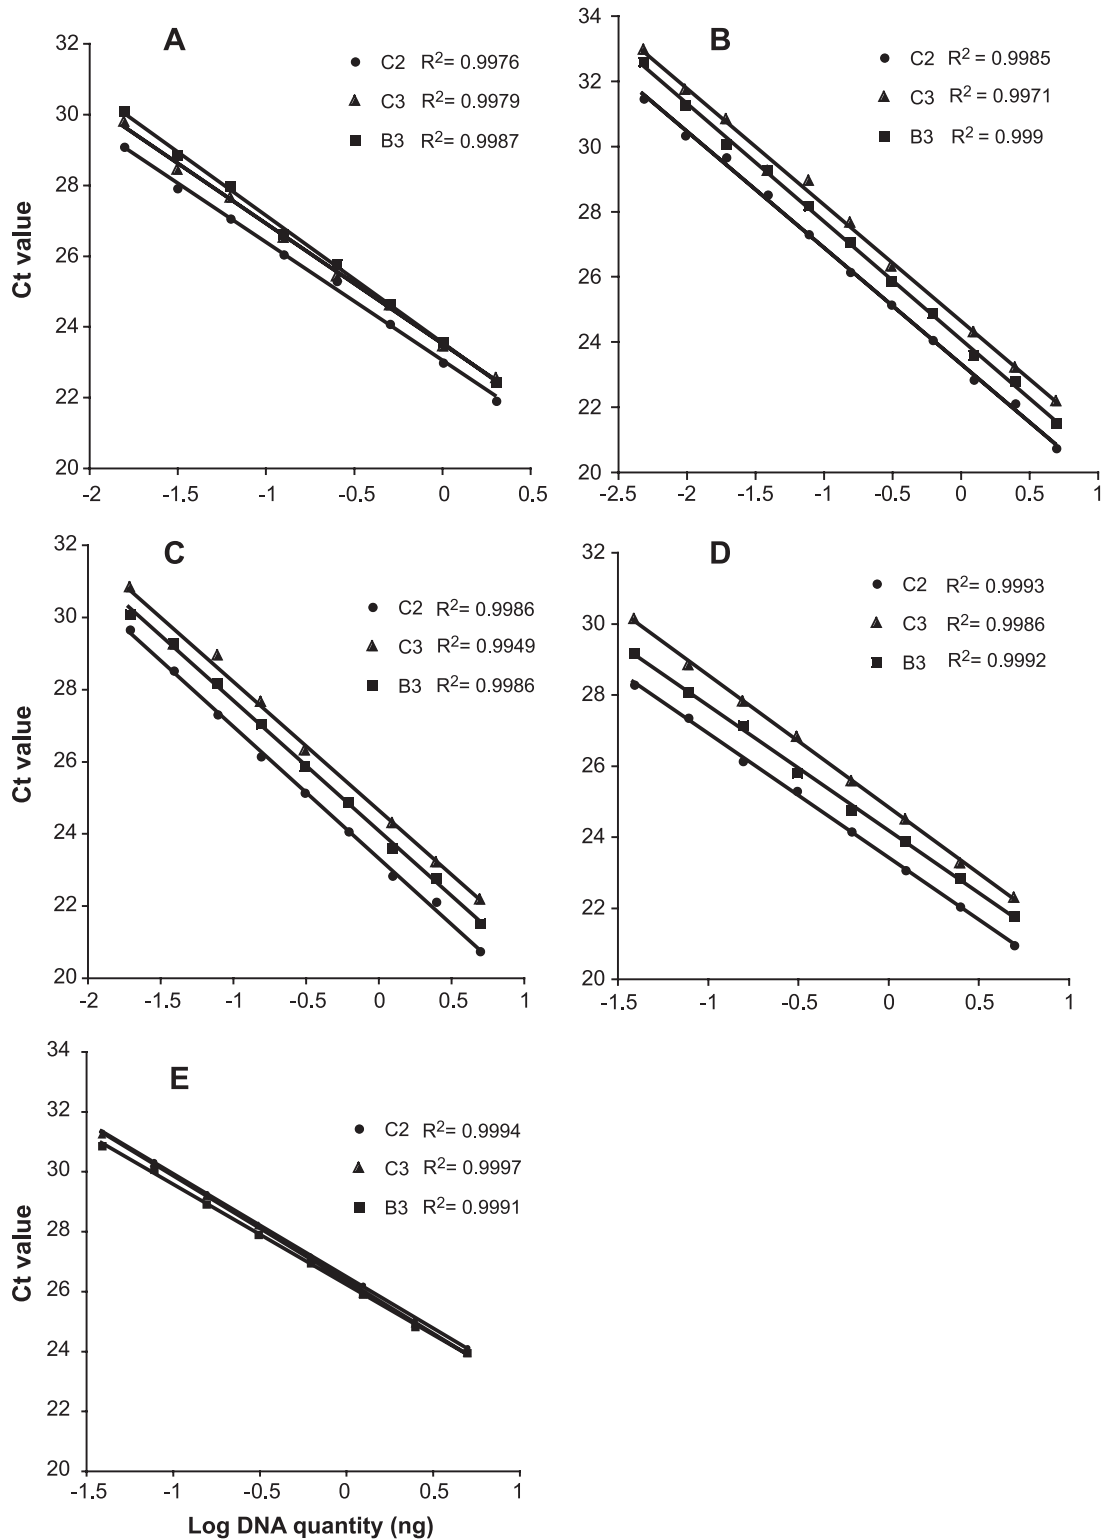 A
C2 R2= 0.9976
C3 R2= 0.9979
B3 R2= 0.9987
Ct value
32
30
28
26
24
22
20
-2 -1.5 -1 -0.5 0 0.5
B
C2 R2 = 0.9985
C3 R2 = 0.9971
B3 R2 = 0.999
34
32
30
28
26
24
22
20
-2.5 -2 -1.5 -1 -0.5 0 0.5 1
C
C2 R2= 0.9986
C3 R2= 0.9949
B3 R2= 0.9986
Ct value
32
30
28
26
24
22
20
-2 -1.5 -1 -0.5 0 0.5 1
D
C2 R2= 0.9993
C3 R2= 0.9986
B3 R2= 0.9992
32
30
28
26
24
22
20
-1.5 -1 -0.5 0 0.5 1
E
C2 R2= 0.9994
C3 R2= 0.9997
B3 R2= 0.9991
Ct value
34
32
30
28
26
24
22
20
-1.5 -1 -0.5 0 0.5 1
Log DNA quantity (ng)